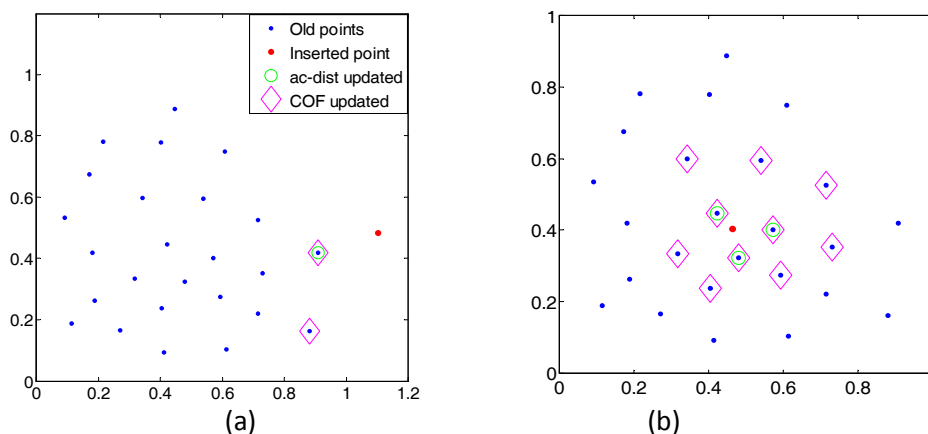 Old points
Inserted point
ac-dist updated
COF updated
1
0.8
0.6
0.4
0.2
0
0 0.2 0.4 0.6 0.8 1 1.2
(a)
1
0.8
0.6
0.4
0.2
0
0 0.2 0.4 0.6 0.8
(b)